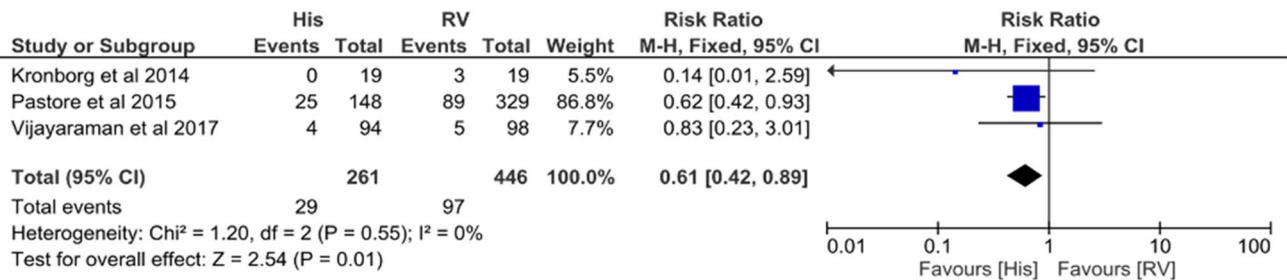 His RV Risk Ratio Risk Ratio
Study or Subgroup Events Total Events Total Weight M-H, Fixed, 95% CI M-H, Fixed, 95% CI
Kronborg et al 2014 0 19 3 19 5.5% 0.14 [0.01, 2.59]
Pastore et al 2015 25 148 89 329 86.8% 0.62 [0.42, 0.93]
Vijayaraman et al 2017 4 94 5 98 7.7% 0.83 [0.23, 3.01]
Total (95% CI) 261 446 100.0% 0.61 [0.42, 0.89]
Total events 29 97
Heterogeneity: Chi² = 1.20, df = 2 (P = 0.55); I² = 0%
Test for overall effect: Z = 2.54 (P = 0.01)
0.01 0.1 1 10 100
Favours [His] Favours [RV]